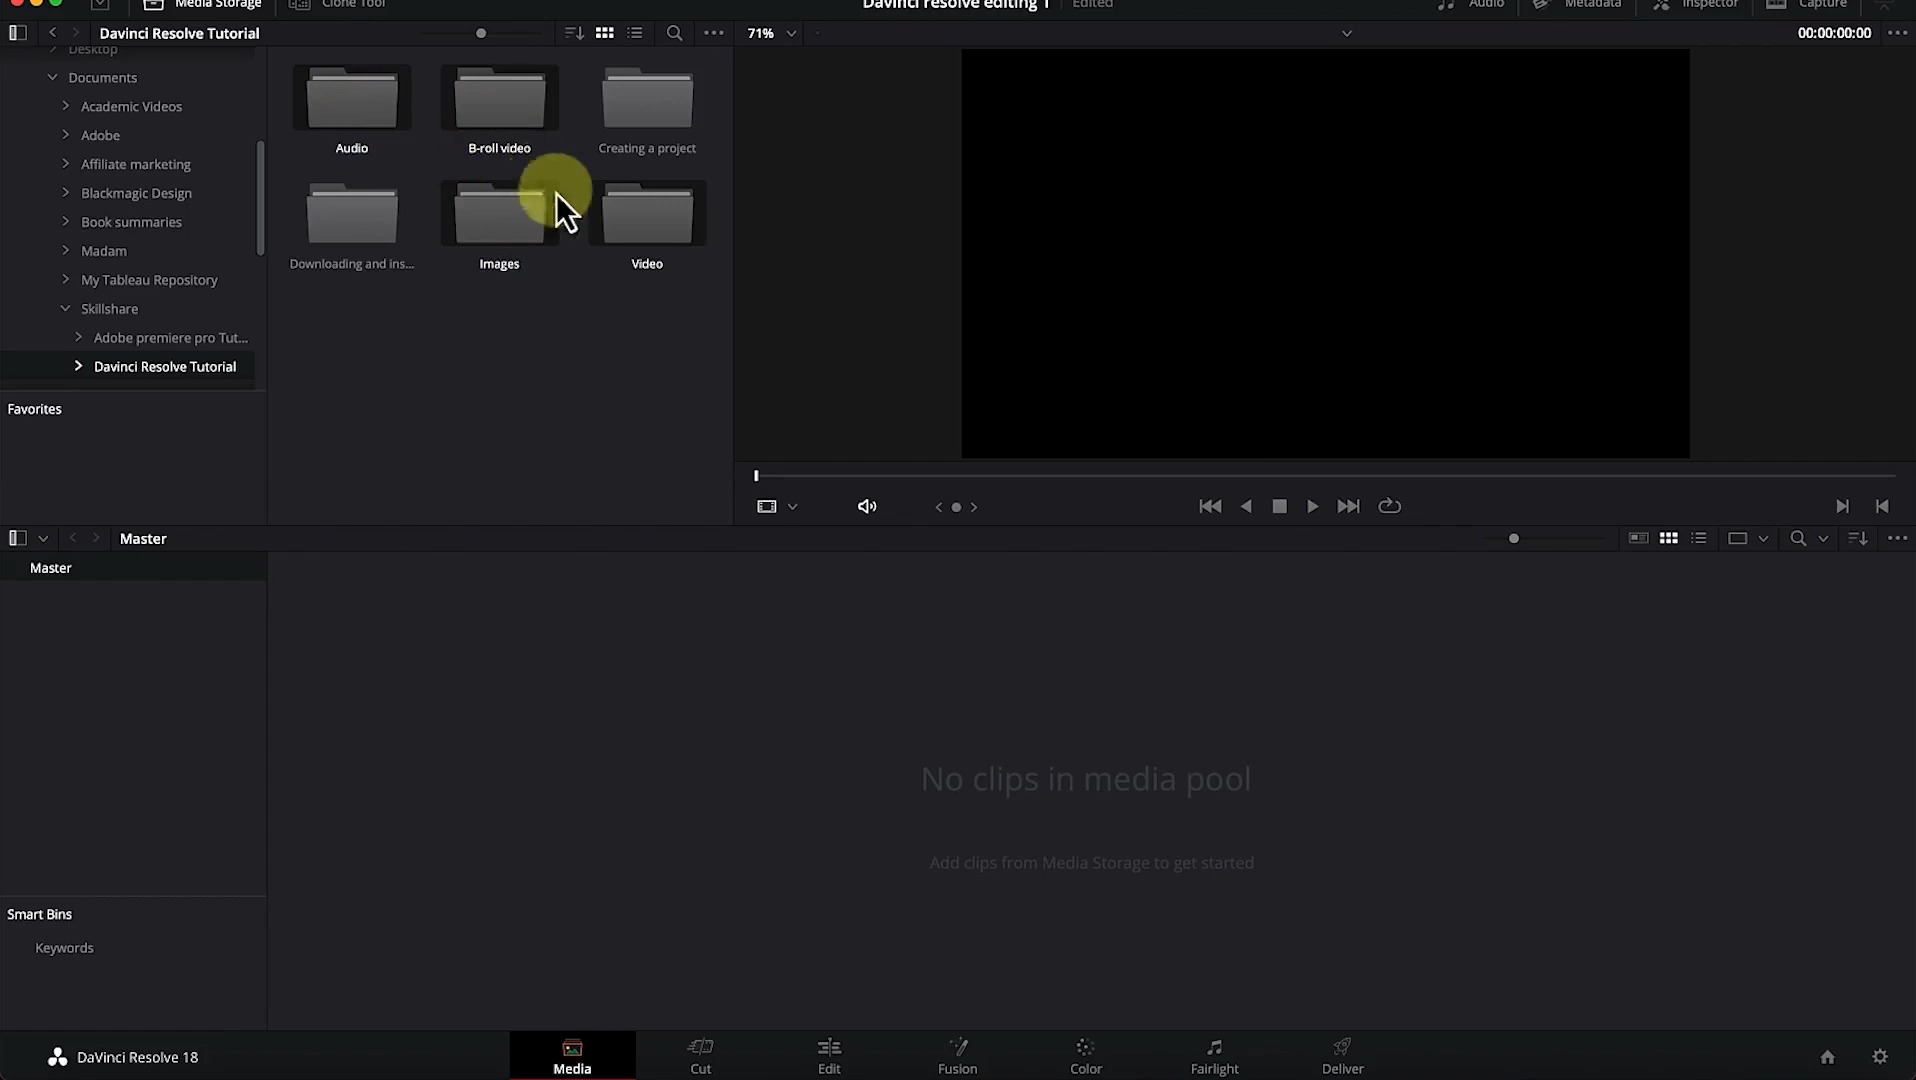 Media Storage
Clone Tool
Davinci resolve editing 1
Edited
Audio
Metadata
Inspector
Capture
Davinci Resolve Tutorial
71%
00:00:00:00
Desktop
Documents
Academic Videos
Adobe
Affiliate marketing
Blackmagic Design
Book summaries
Madam
My Tableau Repository
Skillshare
Adobe premiere pro Tut...
Davinci Resolve Tutorial
Favorites
Audio
B-roll video
Creating a project
Downloading and ins...
Images
Video
Master
Master
No clips in media pool
Add clips from Media Storage to get started
Smart Bins
Keywords
DaVinci Resolve 18
Media
Cut
Edit
Fusion
Color
Fairlight
Deliver